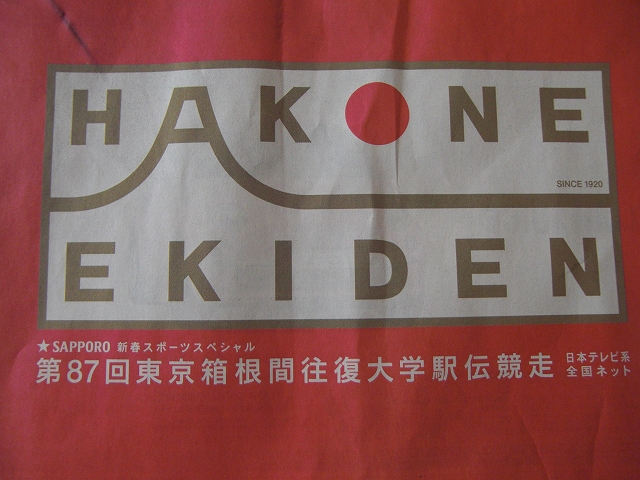 HAKONE
SINCE 1920
EKIDEN
★SAPPORO 新春スポーツスペシャル
第87回東京箱根間往復大学駅伝競走
日本テレビ系
全国ネット